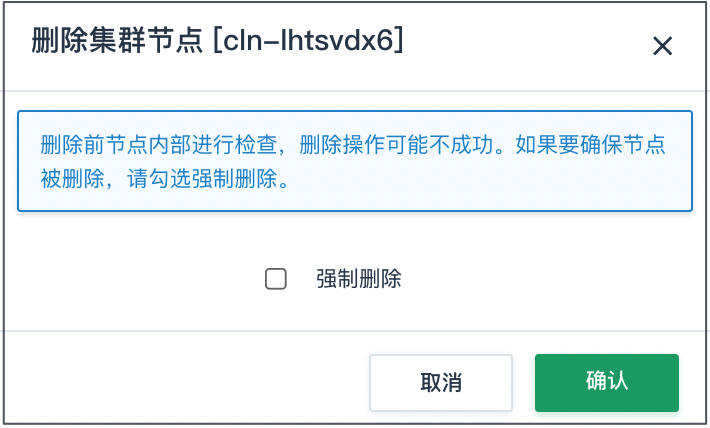 删除集群节点 [cln-lhtsvdx6]
删除前节点内部进行检查，删除操作可能不成功。如果要确保节点
被删除，请勾选强制删除。
强制删除
取消
确认